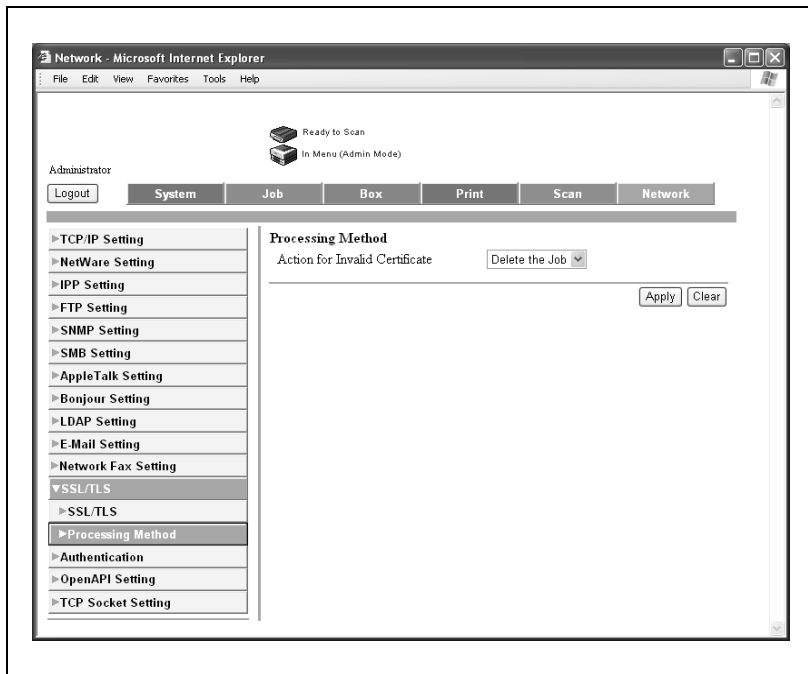 Network - Microsoft Internet Explorer
File Edit View Favorites Tools Help
Ready to Scan
In Menu (Admin Mode)
Administrator
Logout System Job Box Print Scan Network
TCP/IP Setting
NetWare Setting
IPP Setting
FTP Setting
SNMP Setting
SMB Setting
AppleTalk Setting
Bonjour Setting
LDAP Setting
E-Mail Setting
Network Fax Setting
SSL/TLS
SSL/TLS
Processing Method
Authentication
OpenAPI Setting
TCP Socket Setting
Processing Method
Action for Invalid Certificate Delete the Job
Apply Clear